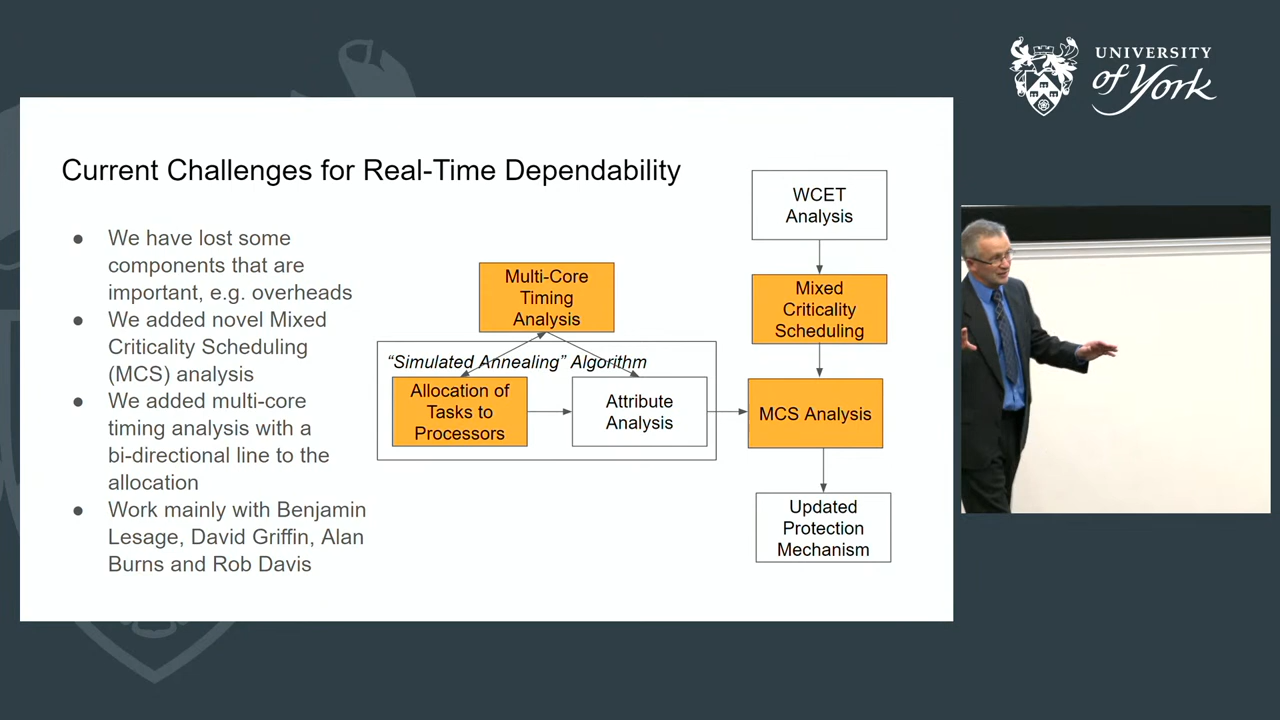 UNIVERSITY
of York
Current Challenges for Real-Time Dependability
● We have lost some
components that are
important, e.g. overheads
● We added novel Mixed
Criticality Scheduling
(MCS) analysis
● We added multi-core
timing analysis with a
bi-directional line to the
allocation
● Work mainly with Benjamin
Lesage, David Griffin, Alan
Burns and Rob Davis
Multi-Core
Timing
Analysis
“Simulated Annealing” Algorithm
Allocation of
Tasks to
Processors
Attribute
Analysis
WCET
Analysis
Mixed
Criticality
Scheduling
MCS Analysis
Updated
Protection
Mechanism